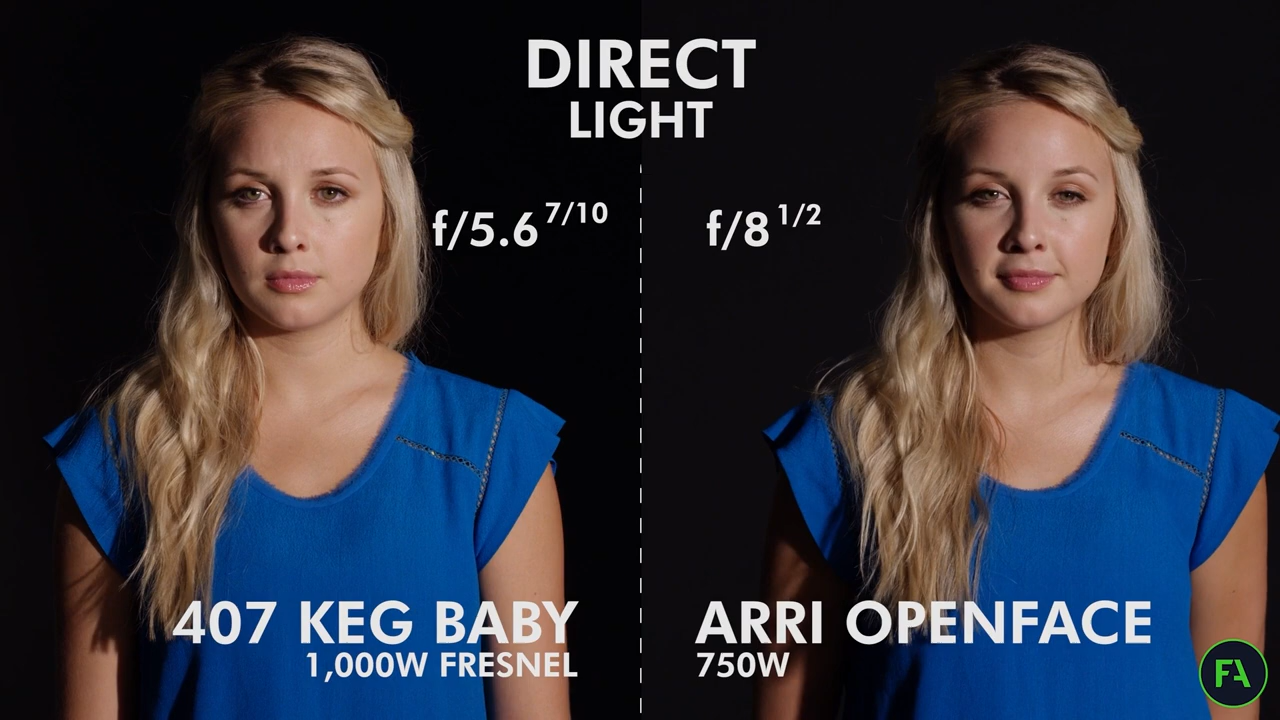 DIRECT
LIGHT
f/5.6 7/10
f/8 1/2
407 KEG BABY
1,000W FRESNEL
ARRI OPENFACE
750W
FA